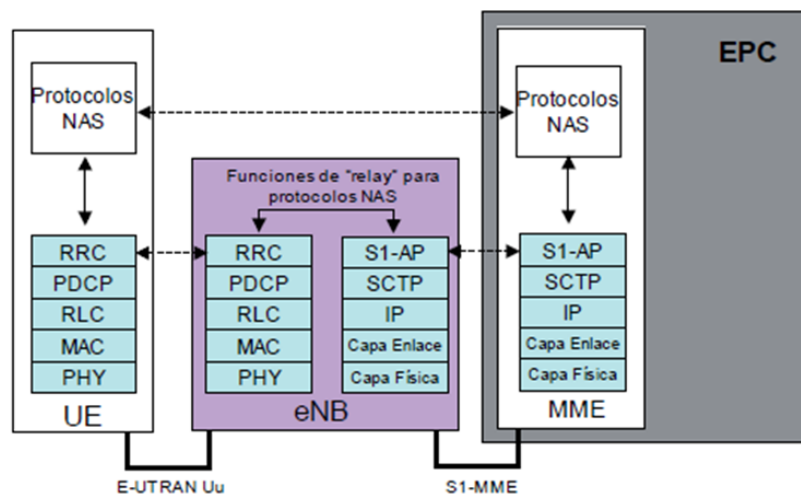 EPC
Protocolos
NAS
Protocolos
NAS
Funciones de "relay" para
protocolos NAS
RRC
PDCP
RLC
MAC
PHY
UE
RRC
PDCP
RLC
MAC
PHY
S1-AP
SCTP
IP
Capa Enlace
Capa Física
eNB
S1-AP
SCTP
IP
Capa Enlace
Capa Física
MME
E-UTRAN Uu
S1-MME